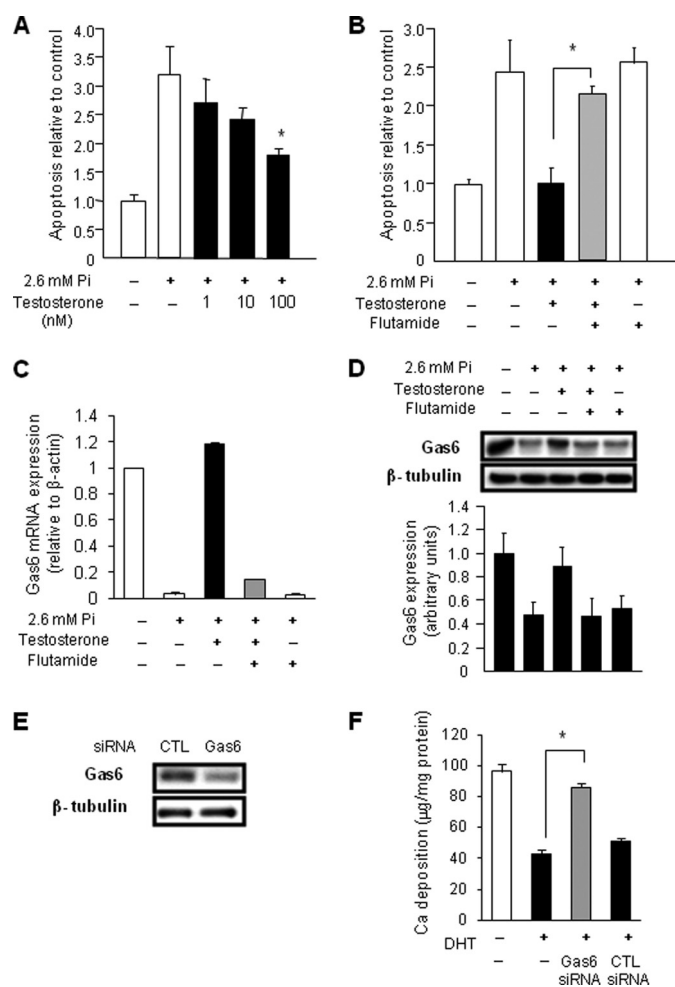 A
Apoptosis relative to control
4.0
3.5
3.0
2.5
2.0
1.5
1.0
0.5
0
*
2.6 mM Pi – + + + +
Testosterone – – 1 10 100
(nM)
B
Apoptosis relative to control
3.0
2.5
2.0
1.5
1.0
0.5
0
*
2.6 mM Pi – + + + +
Testosterone – – + + –
Flutamide – – – + +
C
Gas6 mRNA expression
(relative to β-actin)
1.4
1.2
1
0.8
0.6
0.4
0.2
0
2.6 mM Pi – + + + +
Testosterone – – + + –
Flutamide – – – + +
D
2.6 mM Pi – + + + +
Testosterone – – + + –
Flutamide – – – + +
Gas6
β- tubulin
Gas6 expression
(arbitrary units)
1.4
1.2
1.0
0.8
0.6
0.4
0.2
0
E
siRNA CTL Gas6
Gas6
β- tubulin
F
Ca deposition (μg/mg protein)
120
100
80
60
40
20
0
*
DHT – + + +
– – Gas6 CTL
siRNA siRNA